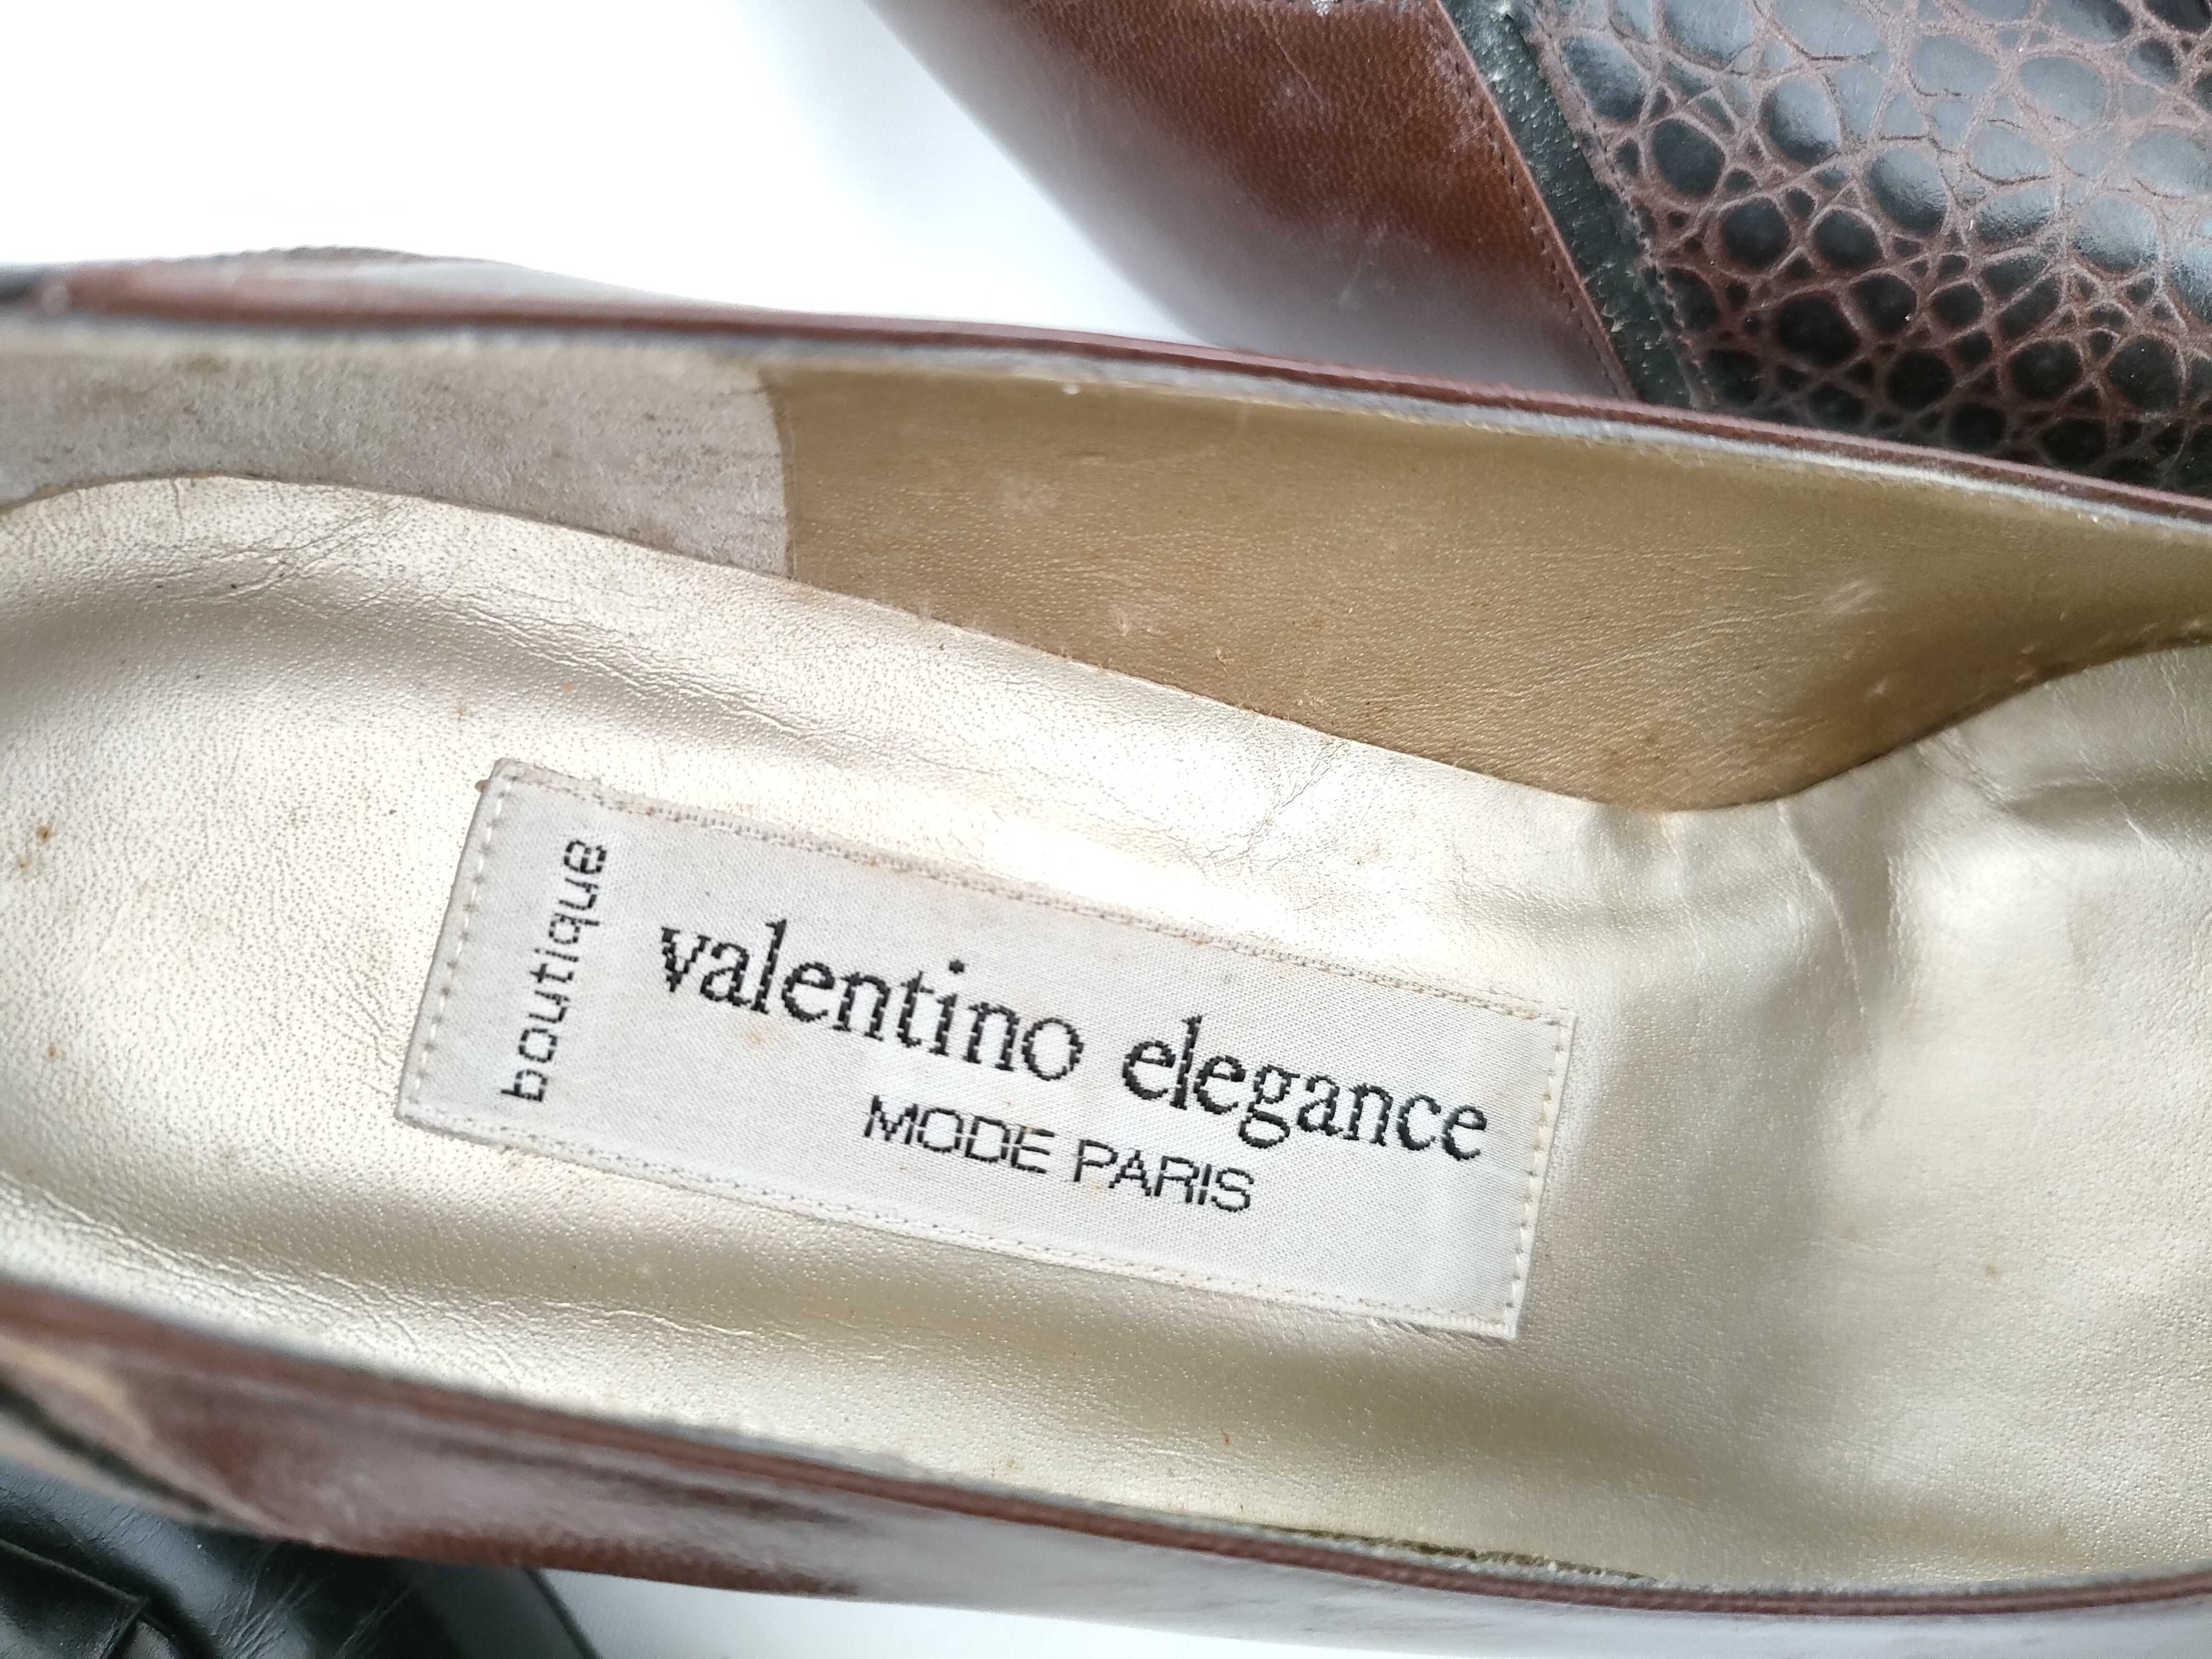 boutique
valentino elegance
MODE PARIS